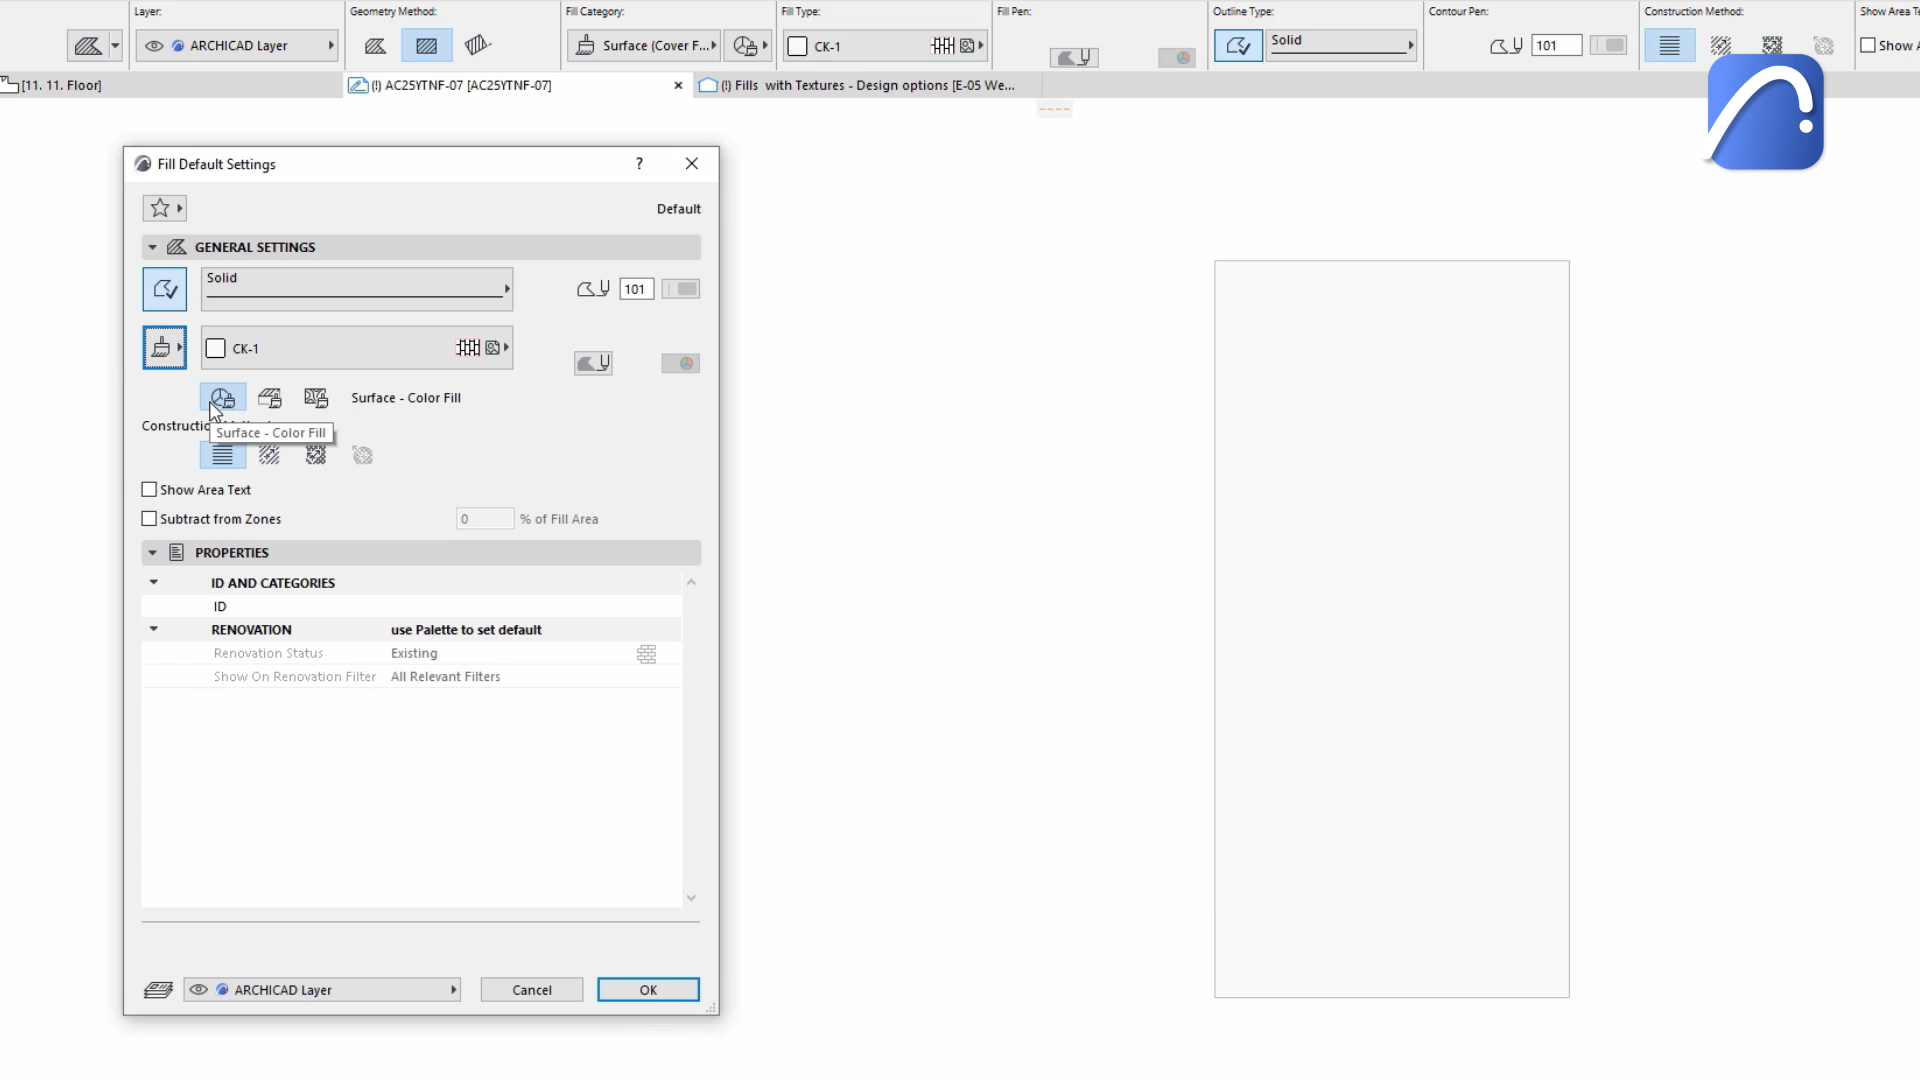 Layer:
Geometry Method:
Fill Category:
Fill Type:
Fill Pen:
Outline Type:
Contour Pen:
Construction Method:
Show Area Te
ARCHICAD Layer
Surface (Cover F...
CK-1
Solid
101
Show A
[11. 11. Floor]
(!) AC25YTNF-07 [AC25YTNF-07]
(!) Fills with Textures - Design options [E-05 We...
Fill Default Settings
?
Default
GENERAL SETTINGS
Solid
101
CK-1
Surface - Color Fill
Constructio
Surface - Color Fill
Show Area Text
Subtract from Zones
0
% of Fill Area
PROPERTIES
ID AND CATEGORIES
ID
RENOVATION
use Palette to set default
Renovation Status
Existing
Show On Renovation Filter
All Relevant Filters
ARCHICAD Layer
Cancel
OK